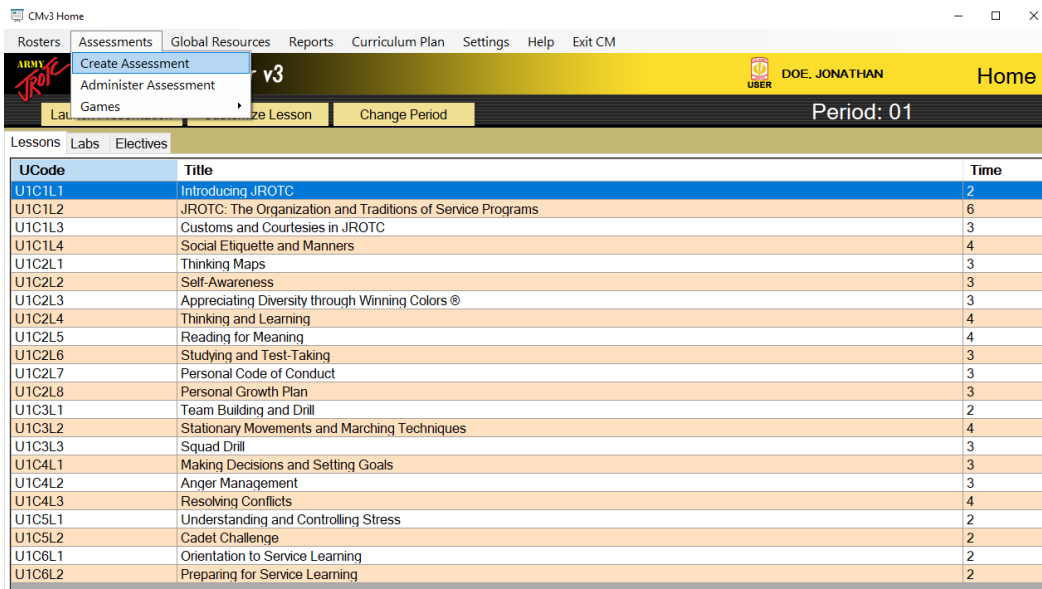 CMv3 Home
Rosters Assessments Global Resources Reports Curriculum Plan Settings Help Exit CM
Create Assessment
Administer Assessment
Games
ARMY
JROTC
v3
USER
DOE, JONATHAN
Home
Lesson
Change Period
Period: 01
Lessons Labs Electives
UCode Title Time
U1C1L1 Introducing JROTC 2
U1C1L2 JROTC: The Organization and Traditions of Service Programs 6
U1C1L3 Customs and Courtesies in JROTC 3
U1C1L4 Social Etiquette and Manners 4
U1C2L1 Thinking Maps 3
U1C2L2 Self-Awareness 3
U1C2L3 Appreciating Diversity through Winning Colors ® 3
U1C2L4 Thinking and Learning 4
U1C2L5 Reading for Meaning 4
U1C2L6 Studying and Test-Taking 3
U1C2L7 Personal Code of Conduct 3
U1C2L8 Personal Growth Plan 3
U1C3L1 Team Building and Drill 2
U1C3L2 Stationary Movements and Marching Techniques 4
U1C3L3 Squad Drill 3
U1C4L1 Making Decisions and Setting Goals 3
U1C4L2 Anger Management 3
U1C4L3 Resolving Conflicts 4
U1C5L1 Understanding and Controlling Stress 2
U1C5L2 Cadet Challenge 2
U1C6L1 Orientation to Service Learning 2
U1C6L2 Preparing for Service Learning 2